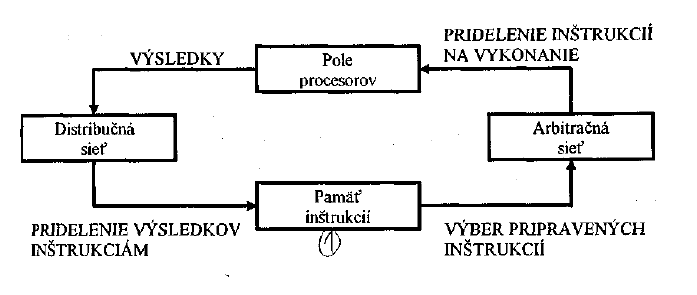 PRIDELENIE INŠTRUKCIÍ
NA VYKONANIE
VÝSLEDKY
Pole
procesorov
Distribučná
sieť
Arbitračná
sieť
Pamäť
inštrukcií
1
PRIDELENIE VÝSLEDKOV
INŠTRUKCIÁM
VÝBER PRIPRAVENÝCH
INŠTRUKCIÍ